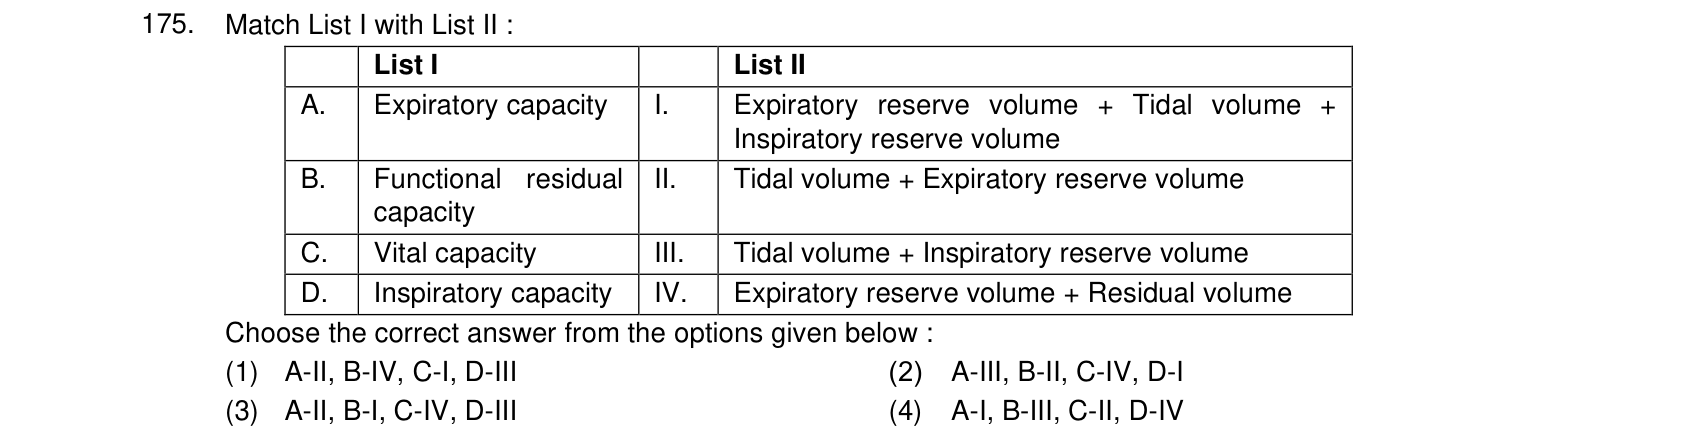 175. Match List I with List II :
List I List II
A. Expiratory capacity I. Expiratory reserve volume + Tidal volume +
Inspiratory reserve volume
B. Functional residual II. Tidal volume + Expiratory reserve volume
capacity
C. Vital capacity III. Tidal volume + Inspiratory reserve volume
D. Inspiratory capacity IV. Expiratory reserve volume + Residual volume
Choose the correct answer from the options given below :
(1) A-II, B-IV, C-I, D-III (2) A-III, B-II, C-IV, D-I
(3) A-II, B-I, C-IV, D-III (4) A-I, B-III, C-II, D-IV